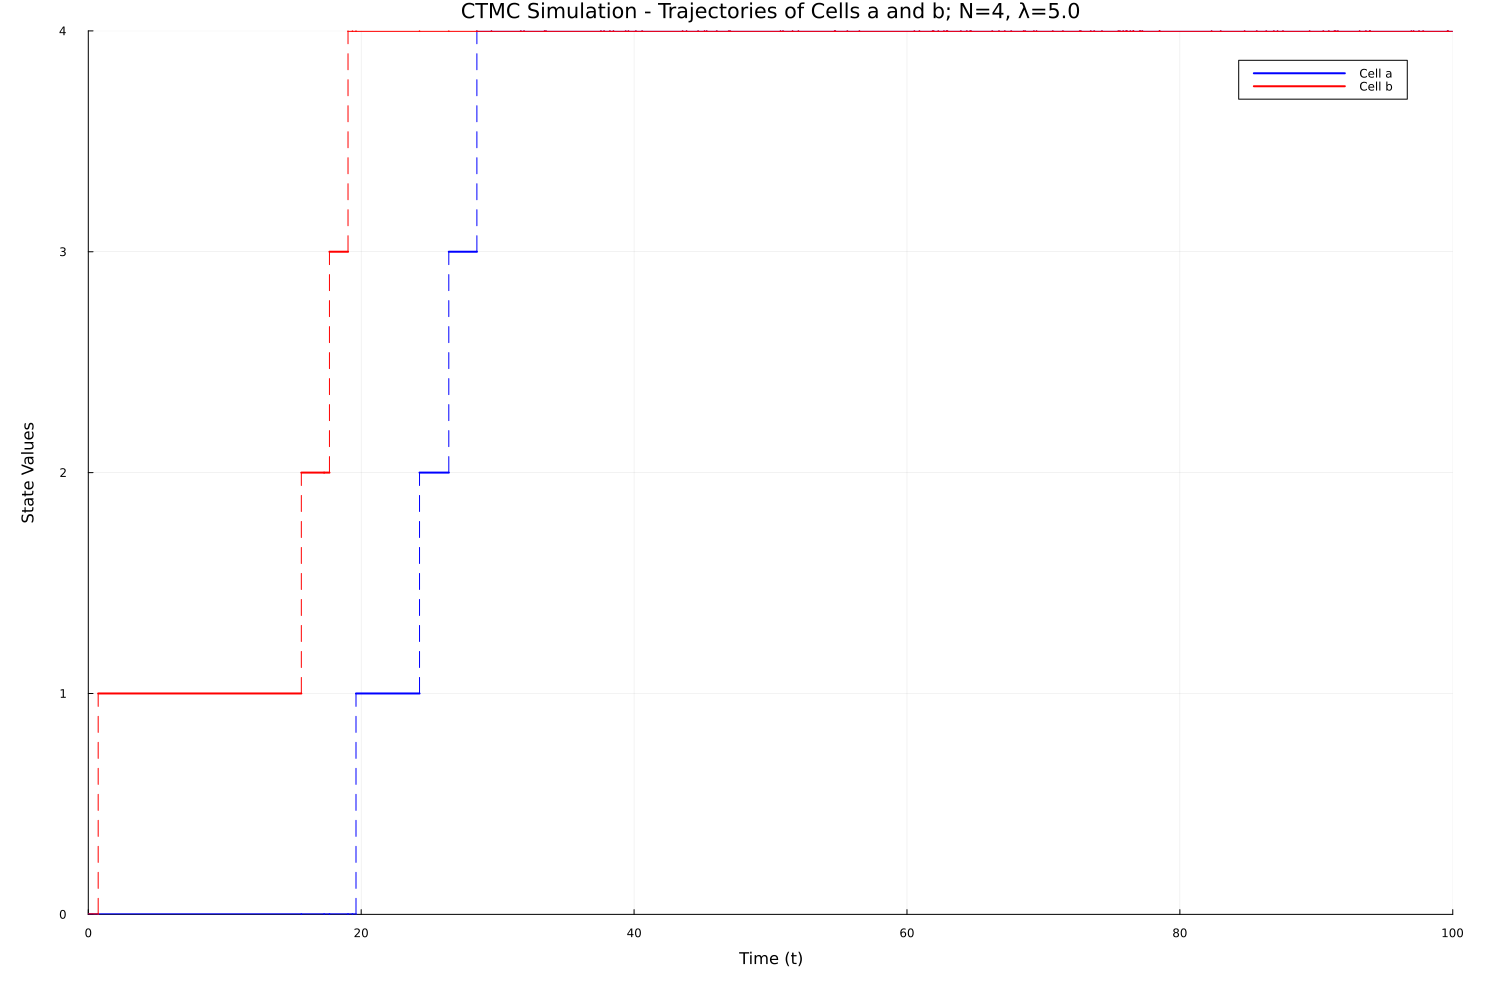 CTMC Simulation - Trajectories of Cells a and b; N=4, λ=5.0
4
Cell a
Cell b
3
State Values
2
1
0
0 20 40 60 80 100
Time (t)